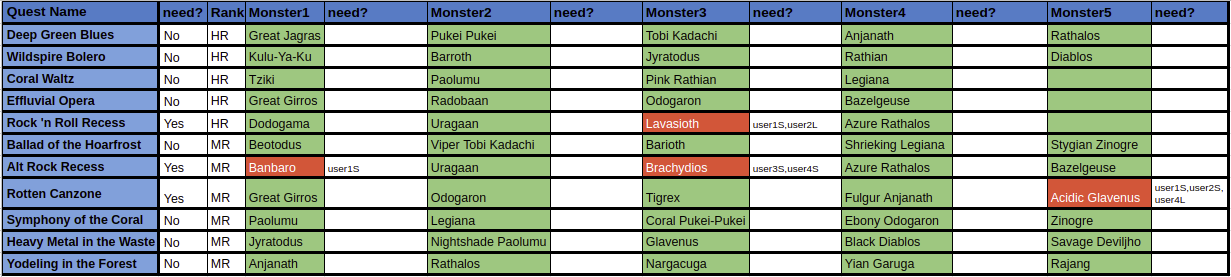 Quest Name need? Rank Monster1 need? Monster2 need? Monster3 need? Monster4 need? Monster5 need?
Deep Green Blues No HR Great Jagras Pukei Pukei Tobi Kadachi Anjanath Rathalos
Wildspire Bolero No HR Kulu-Ya-Ku Barroth Jyratodus Rathian Diablos
Coral Waltz No HR Tziki Paolumu Pink Rathian Legiana
Effluvial Opera No HR Great Girros Radobaan Odogaron Bazelgeuse
Rock 'n Roll Recess Yes HR Dodogama Uragaan Lavasioth user1S,user2L Azure Rathalos
Ballad of the Hoarfrost No MR Beotodus Viper Tobi Kadachi Barioth Shrieking Legiana Stygian Zinogre
Alt Rock Recess Yes MR Banbaro user1S Uragaan Brachydios user3S,user4S Azure Rathalos Bazelgeuse
Rotten Canzone Yes MR Great Girros Odogaron Tigrex Fulgur Anjanath Acidic Glavenus user1S,user2S,
user4L
Symphony of the Coral No MR Paolumu Legiana Coral Pukei-Pukei Ebony Odogaron Zinogre
Heavy Metal in the Waste No MR Jyratodus Nightshade Paolumu Glavenus Black Diablos Savage Deviljho
Yodeling in the Forest No MR Anjanath Rathalos Nargacuga Yian Garuga Rajang